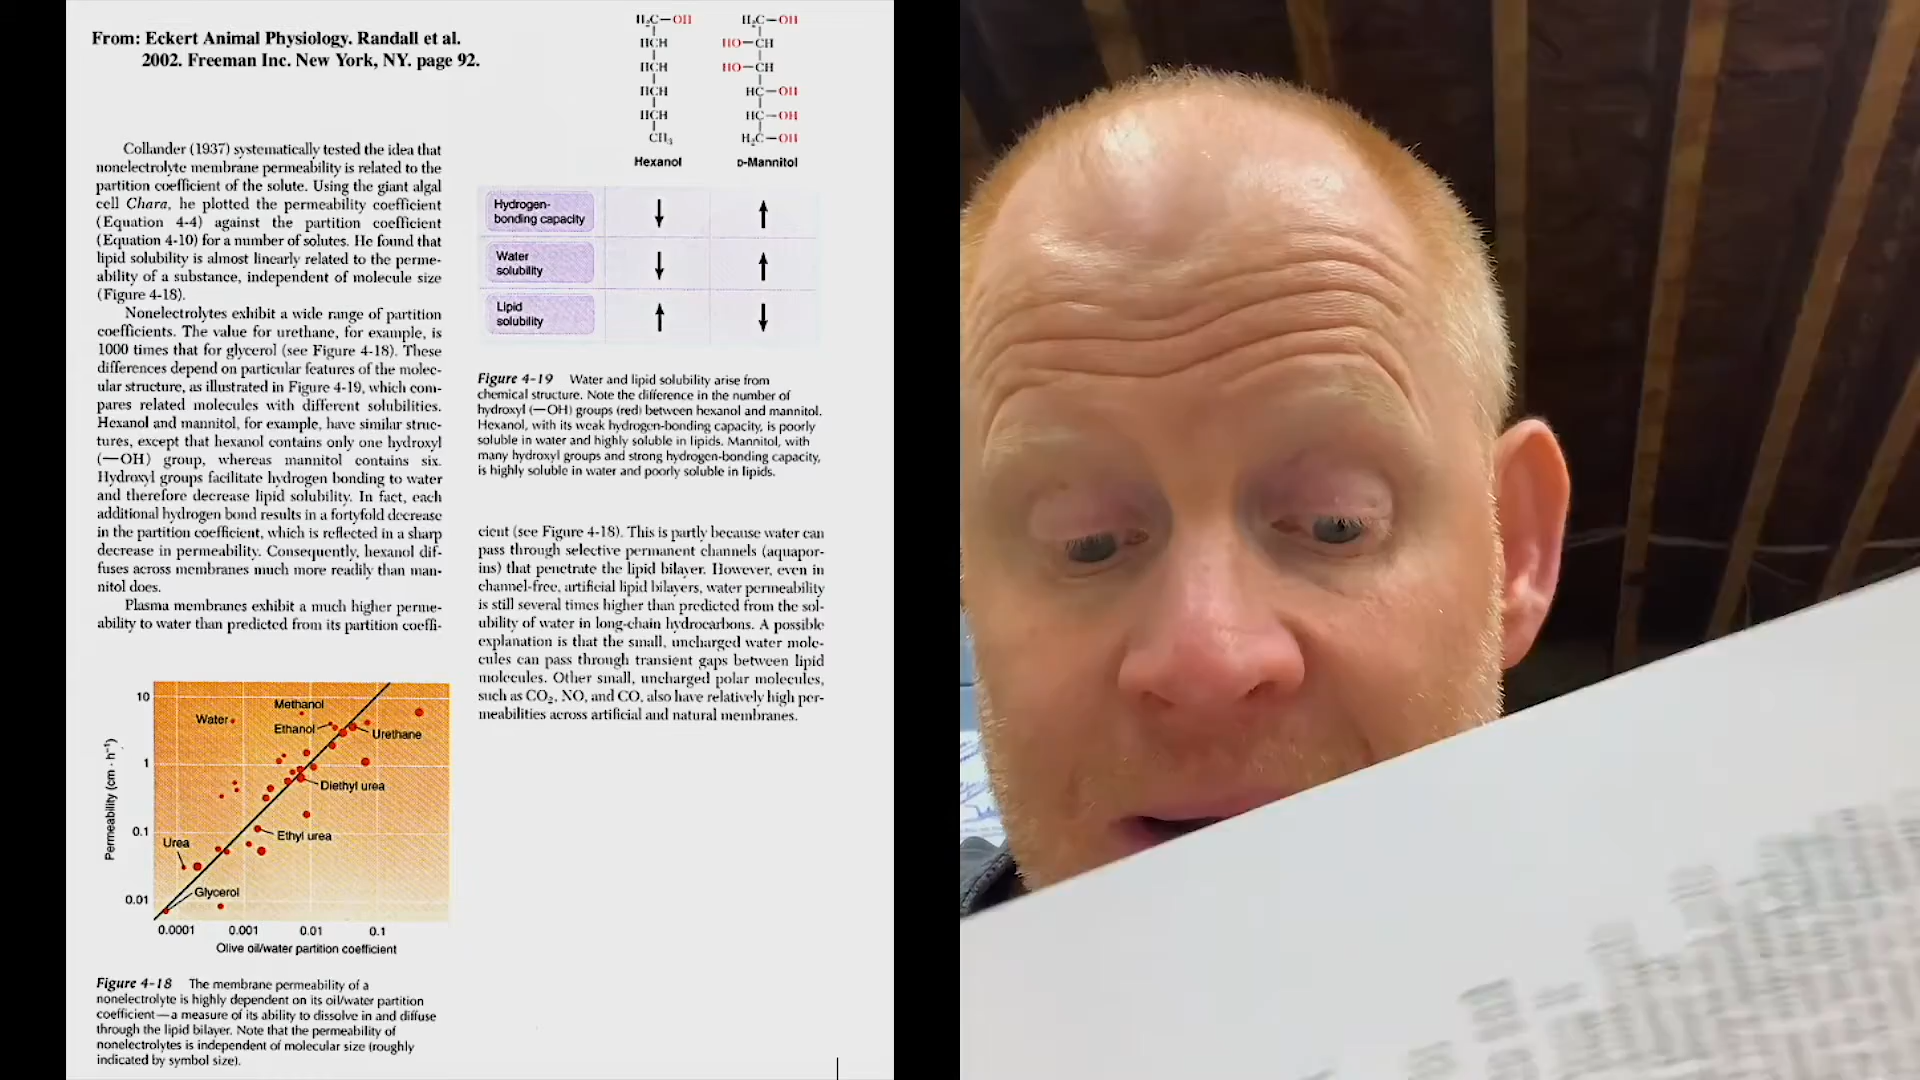 From: Eckert Animal Physiology. Randall et al.
2002. Freeman Inc. New York, NY. page 92.
Collander (1937) systematically tested the idea that
nonelectrolyte membrane permeability is related to the
partition coefficient of the solute. Using the giant algal
cell Chara, he plotted the permeability coefficient
(Equation 4-4) against the partition coefficient
(Equation 4-10) for a number of solutes. He found that
lipid solubility is almost linearly related to the perme-
ability of a substance, independent of molecule size
(Figure 4-18).
Nonelectrolytes exhibit a wide range of partition
coefficients. The value for urethane, for example, is
1000 times that for glycerol (see Figure 4-18). These
differences depend on particular features of the molec-
ular structure, as illustrated in Figure 4-19, which com-
pares related molecules with different solubilities.
Hexanol and mannitol, for example, have similar struc-
tures, except that hexanol contains only one hydroxyl
(—OH) group, whereas mannitol contains six.
Hydroxyl groups facilitate hydrogen bonding to water
and therefore decrease lipid solubility. In fact, each
additional hydrogen bond results in a fortyfold decrease
in the partition coefficient, which is reflected in a sharp
decrease in permeability. Consequently, hexanol dif-
fuses across membranes much more readily than man-
nitol does.
Plasma membranes exhibit a much higher perme-
ability to water than predicted from its partition coeffi-
10
1
0.1
0.01
Permeability (cm · h⁻¹)
Water
Methanol
Ethanol
Urethane
Diethyl urea
Ethyl urea
Urea
Glycerol
0.0001 0.001 0.01 0.1
Olive oil/water partition coefficient
Figure 4-18 The membrane permeability of a
nonelectrolyte is highly dependent on its oil/water partition
coefficient—a measure of its ability to dissolve in and diffuse
through the lipid bilayer. Note that the permeability of
nonelectrolytes is independent of molecular size (roughly
indicated by symbol size).
H₂C—OH H₂C—OH
HCH HO—CH
HCH HO—CH
HCH HC—OH
HCH HC—OH
CH₃ H₂C—OH
Hexanol D-Mannitol
Hydrogen-
bonding capacity ↓ ↑
Water
solubility ↓ ↑
Lipid
solubility ↑ ↓
Figure 4-19 Water and lipid solubility arise from
chemical structure. Note the difference in the number of
hydroxyl (—OH) groups (red) between hexanol and mannitol.
Hexanol, with its weak hydrogen-bonding capacity, is poorly
soluble in water and highly soluble in lipids. Mannitol, with
many hydroxyl groups and strong hydrogen-bonding capacity,
is highly soluble in water and poorly soluble in lipids.
cient (see Figure 4-18). This is partly because water can
pass through selective permanent channels (aquapor-
ins) that penetrate the lipid bilayer. However, even in
channel-free, artificial lipid bilayers, water permeability
is still several times higher than predicted from the sol-
ubility of water in long-chain hydrocarbons. A possible
explanation is that the small, uncharged water mole-
cules can pass through transient gaps between lipid
molecules. Other small, uncharged polar molecules,
such as CO₂, NO, and CO, also have relatively high per-
meabilities across artificial and natural membranes.